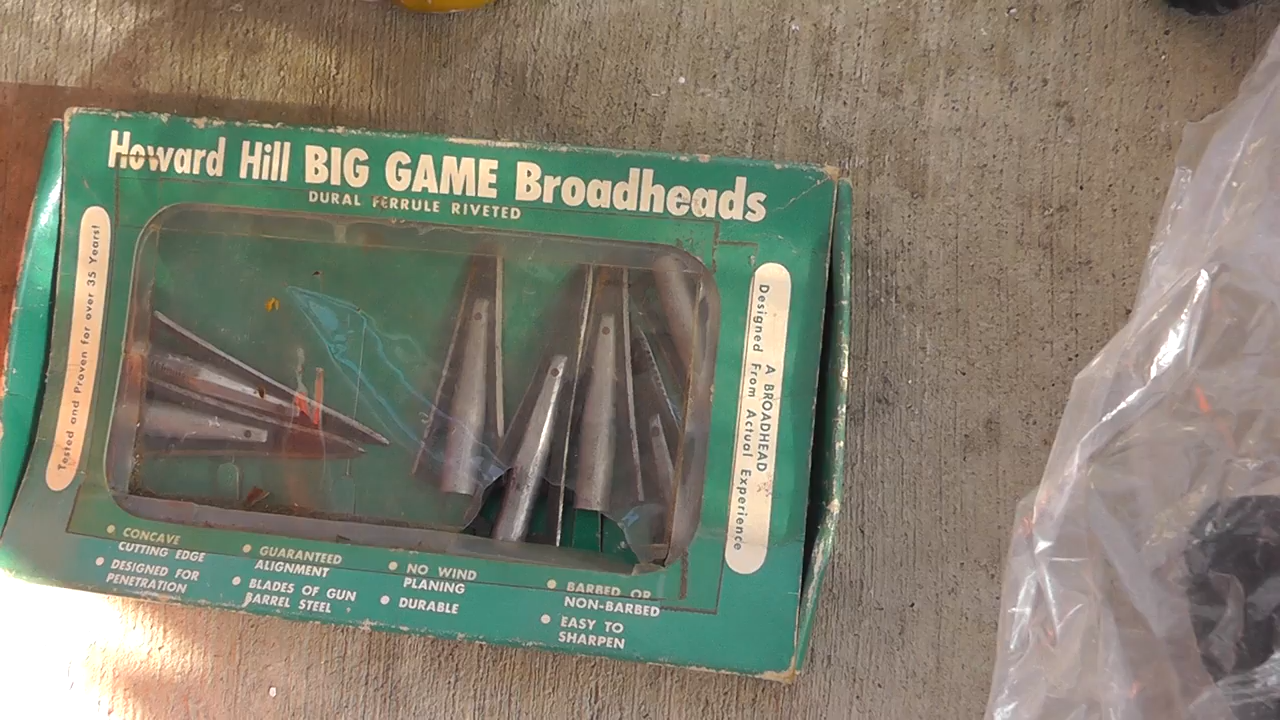 Howard Hill BIG GAME Broadheads
DURAL FERRULE RIVETED
Tested and Proven for over 35 Years!
A BROADHEAD
Designed From Actual Experience
CONCAVE
CUTTING EDGE
DESIGNED FOR
PENETRATION
GUARANTEED
ALIGNMENT
BLADES OF GUN
BARREL STEEL
NO WIND
PLANING
DURABLE
BARBED OR
NON-BARBED
EASY TO
SHARPEN